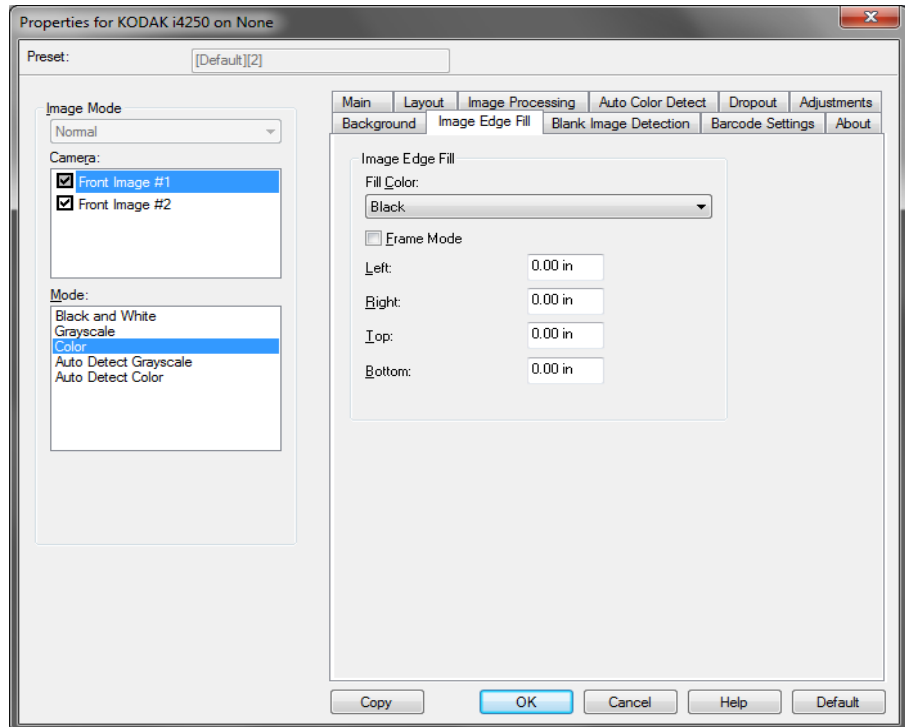 Properties for KODAK i4250 on None
Preset:
[Default][2]
Image Mode
Normal
Camera:
Front Image #1
Front Image #2
Mode:
Black and White
Grayscale
Color
Auto Detect Grayscale
Auto Detect Color
Main Layout Image Processing Auto Color Detect Dropout Adjustments
Background Image Edge Fill Blank Image Detection Barcode Settings About
Image Edge Fill
Fill Color:
Black
Frame Mode
Left: 0.00 in
Right: 0.00 in
Top: 0.00 in
Bottom: 0.00 in
Copy OK Cancel Help Default